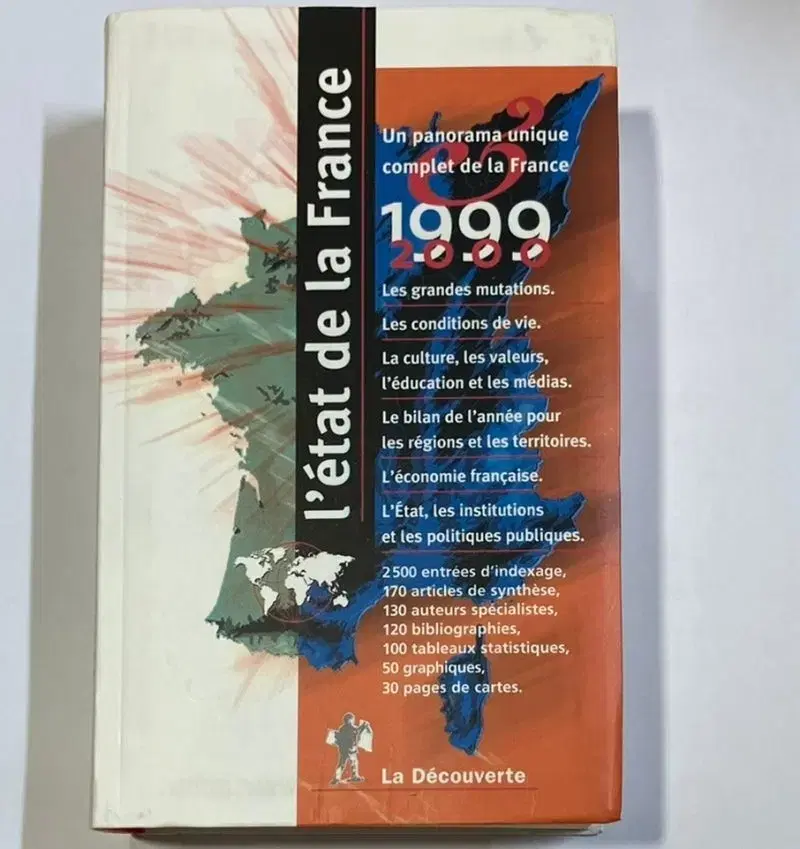 l'état de la France
Un panorama unique
complet de la France
&
1999
2000
Les grandes mutations.
Les conditions de vie.
La culture, les valeurs,
l'éducation et les médias.
Le bilan de l'année pour
les régions et les territoires.
L'économie française.
L'État, les institutions
et les politiques publiques.
2500 entrées d'indexage,
170 articles de synthèse,
130 auteurs spécialistes,
120 bibliographies,
100 tableaux statistiques,
50 graphiques,
30 pages de cartes.
La Découverte